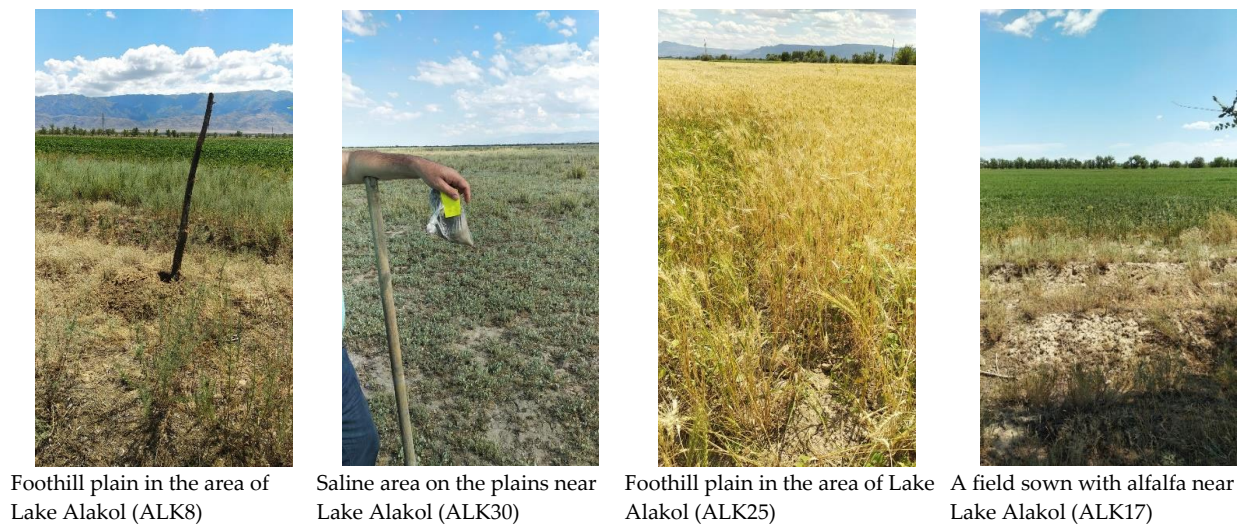 Foothill plain in the area of
Lake Alakol (ALK8)
Saline area on the plains near
Lake Alakol (ALK30)
Foothill plain in the area of Lake
Alakol (ALK25)
A field sown with alfalfa near
Lake Alakol (ALK17)